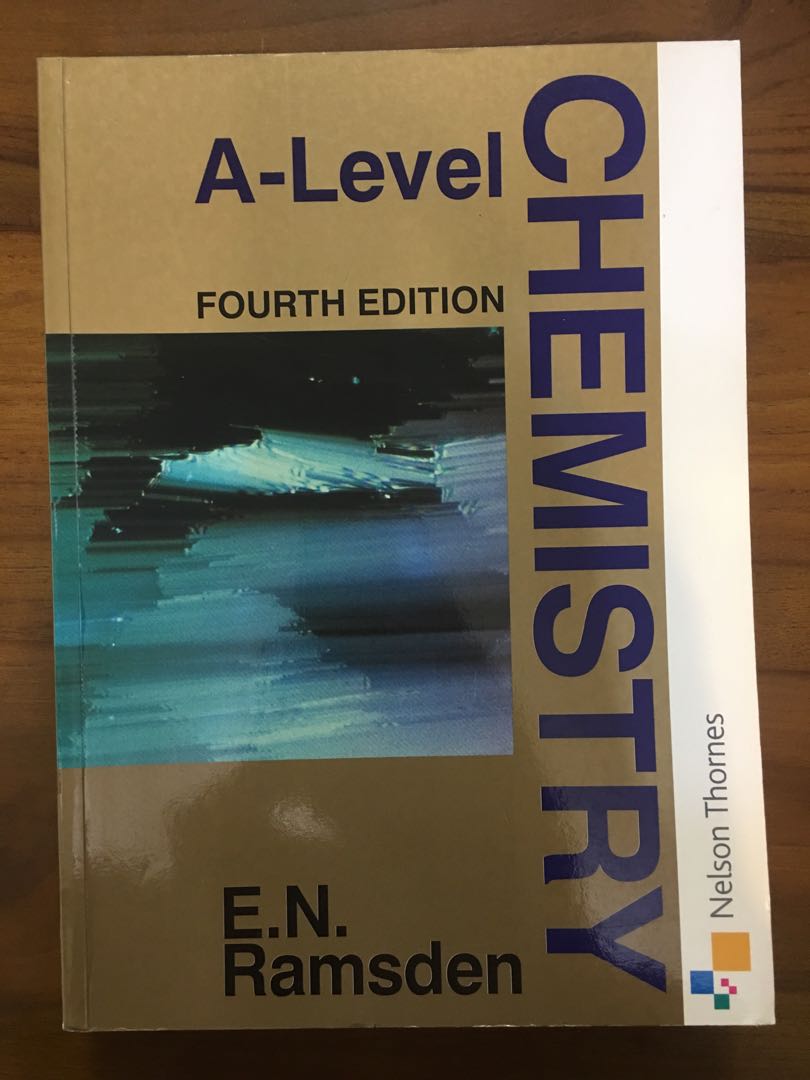 A-Level
CHEMISTRY
FOURTH EDITION
E.N.
Ramsden
Nelson Thornes